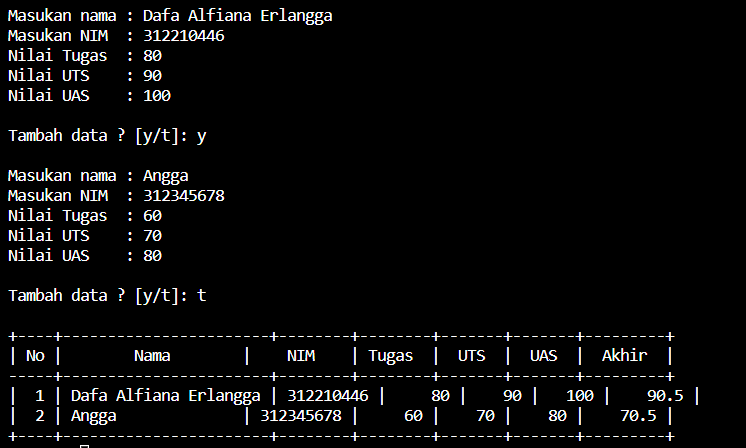 Masukan nama : Dafa Alfiana Erlangga
Masukan NIM  : 312210446
Nilai Tugas  : 80
Nilai UTS    : 90
Nilai UAS    : 100

Tambah data ? [y/t]: y

Masukan nama : Angga
Masukan NIM  : 312345678
Nilai Tugas  : 60
Nilai UTS    : 70
Nilai UAS    : 80

Tambah data ? [y/t]: t

+----+-----------------------+--------+--------+-------+-------+---------+
| No |        Nama        |    NIM    | Tugas  |  UTS  |  UAS  |  Akhir  |
-----+-----------------------+--------+--------+-------+-------+---------+
|  1 | Dafa Alfiana Erlangga | 312210446 |     80 |    90 |   100 |    90.5 |
|  2 | Angga              | 312345678 |     60 |    70 |    80 |    70.5 |
+----+-----------------------+--------+--------+-------+-------+---------+